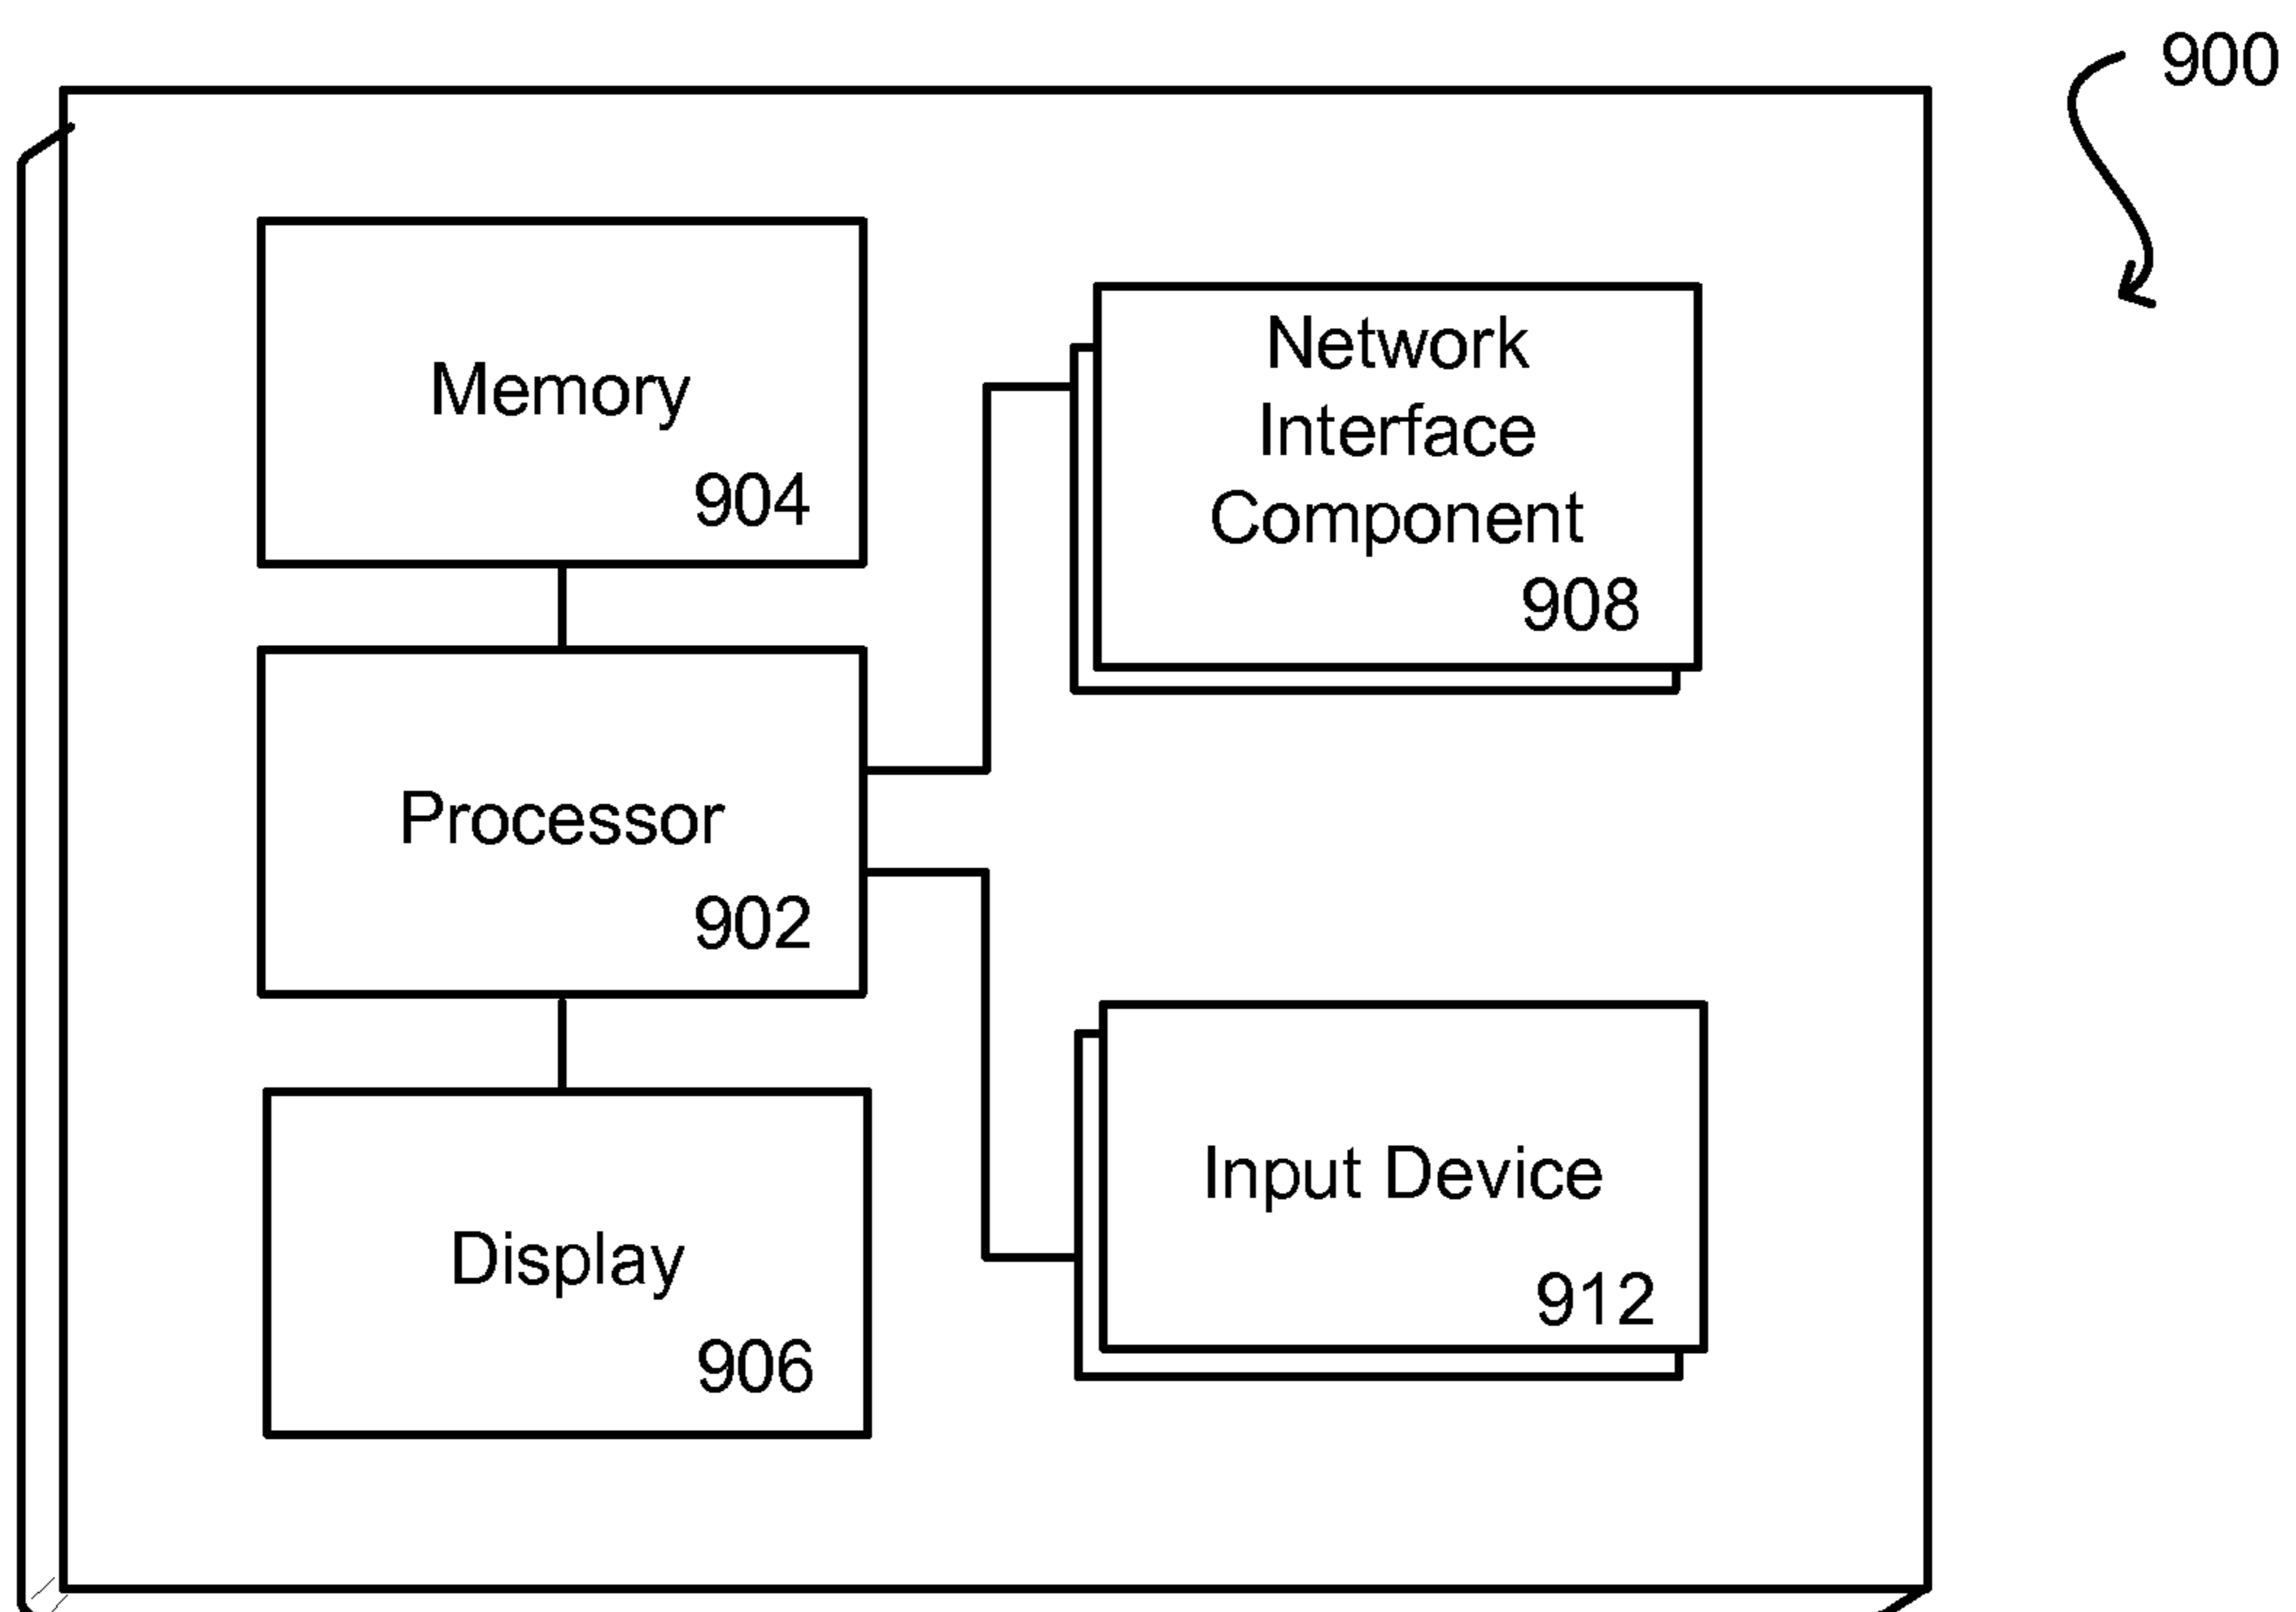 900
Memory
904
Network
Interface
Component
908
Processor
902
Input Device
912
Display
906